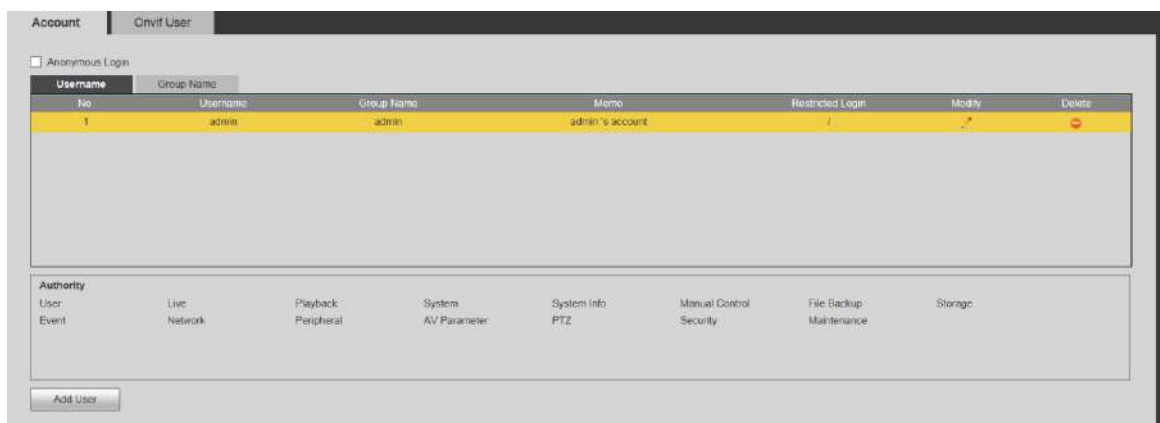 Account Onvif User
Anonymous Login
Username Group Name
No. Username Group Name Memo Restricted Login Modify Delete
1 admin admin admin 's account /
Authority
User Live Playback System System Info Manual Control File Backup Storage
Event Network Peripheral AV Parameter PTZ Security Maintenance
Add User